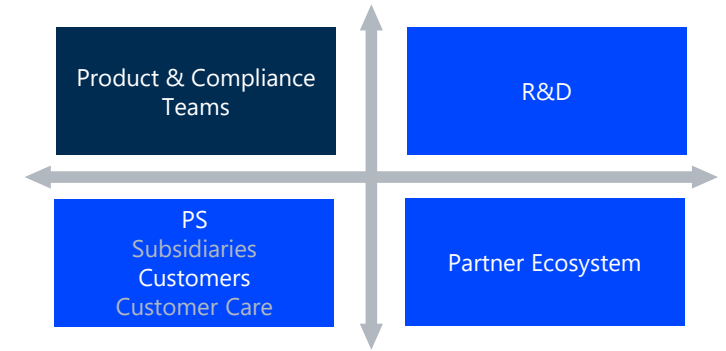 Product & Compliance
Teams
R&D
PS
Subsidiaries
Customers
Customer Care
Partner Ecosystem